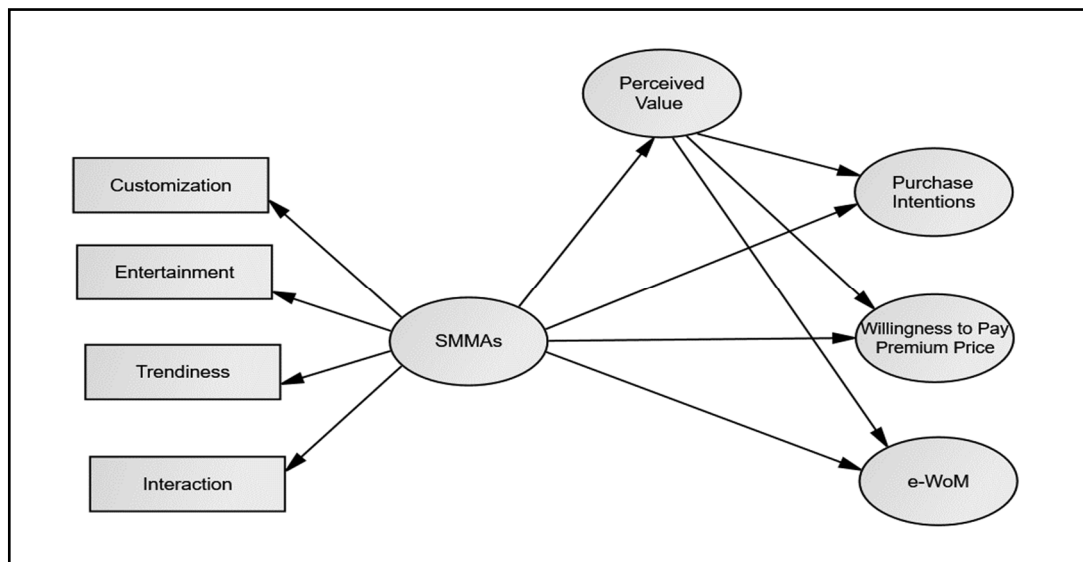 Perceived
Value
Customization
Purchase
Intentions
Entertainment
SMMAs
Willingness to Pay
Premium Price
Trendiness
Interaction
e-WoM